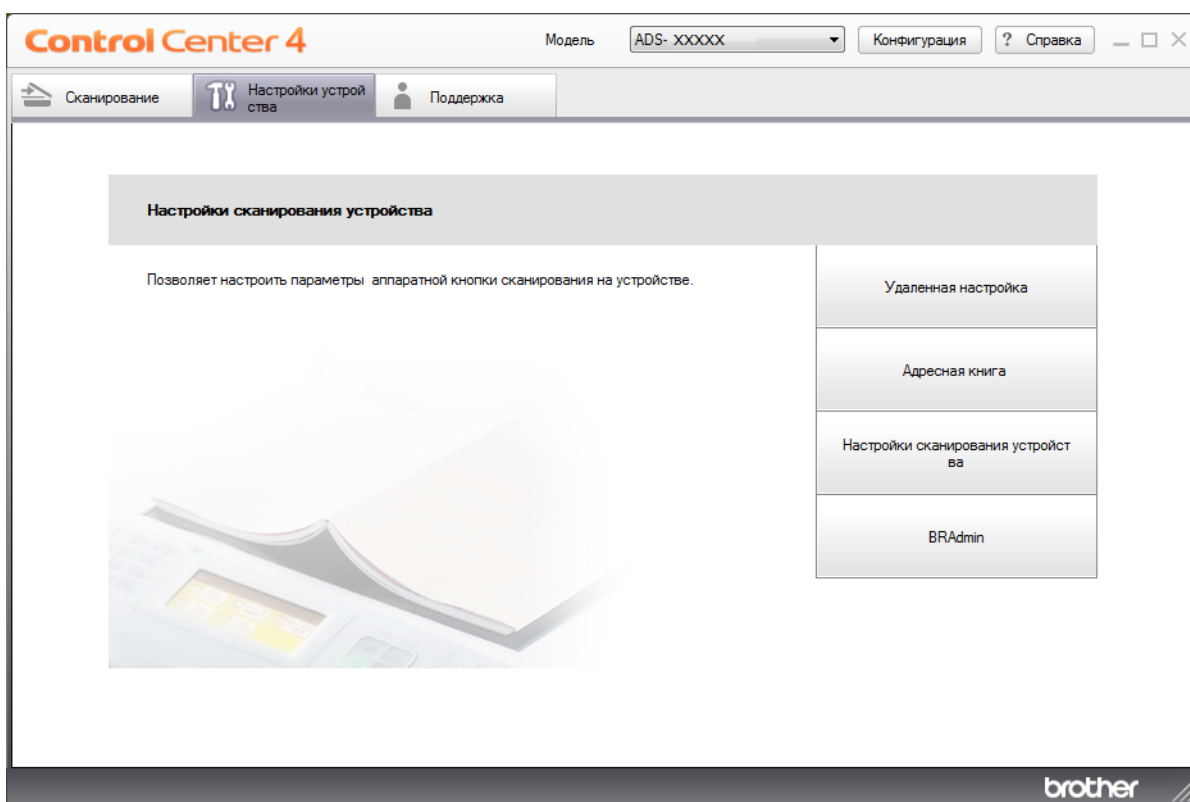 Control Center 4
Модель
ADS- XXXXX
Конфигурация
? Справка
Сканирование
Настройки устрой
ства
Поддержка
Настройки сканирования устройства
Позволяет настроить параметры аппаратной кнопки сканирования на устройстве.
Удаленная настройка
Адресная книга
Настройки сканирования устройст
ва
BRAdmin
brother